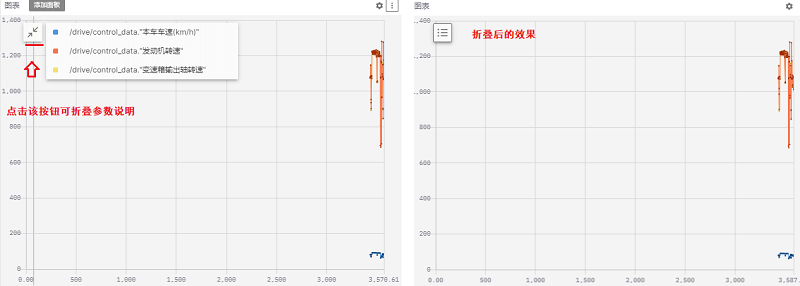 图表 添加面板
1,400
/drive/control_data."本车车速(km/h)"
/drive/control_data."发动机转速"
/drive/control_data."变速箱输出轴转速"
1,200
点击该按钮可折叠参数说明
1,000
800
600
400
200
0
0.00 500 1,000 1,500 2,000 2,500 3,000 3,570.61
图表
1,400
折叠后的效果
1,200
1,000
800
600
400
200
0
0.00 500 1,000 1,500 2,000 2,500 3,000 3,587.